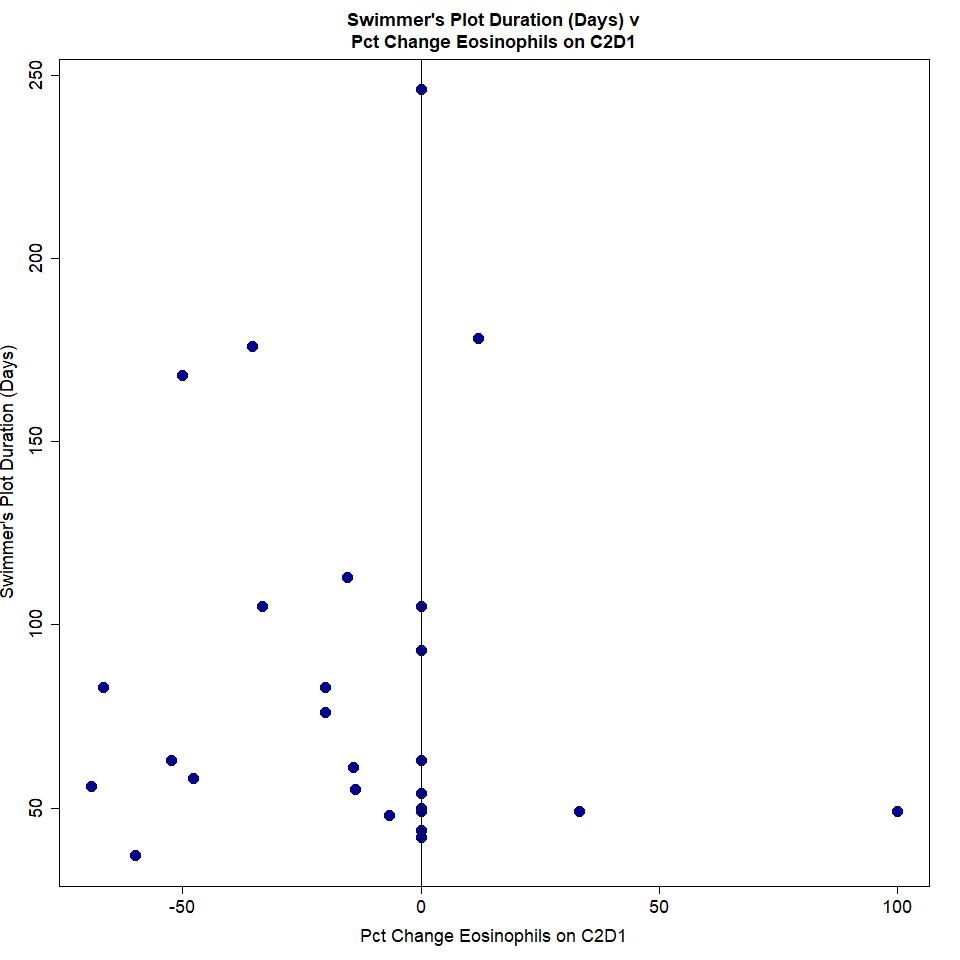 Swimmer's Plot Duration (Days) v
Pct Change Eosinophils on C2D1
Swimmer's Plot Duration (Days)
250
200
150
100
50
-50 0 50 100
Pct Change Eosinophils on C2D1